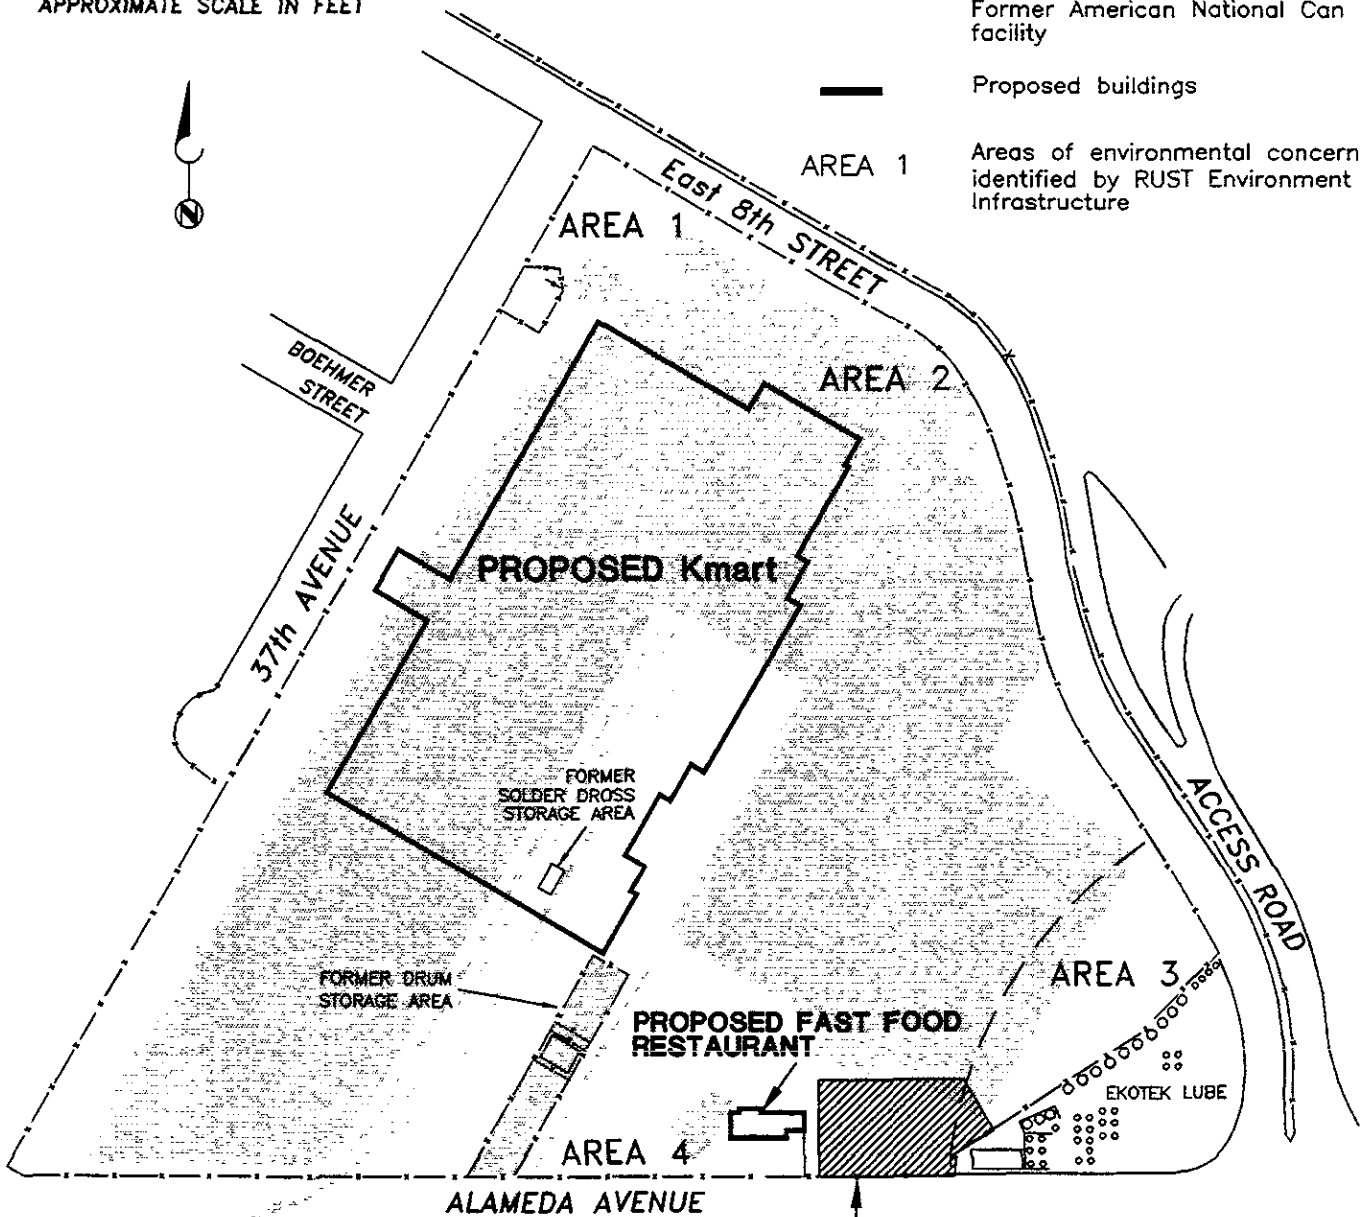 APPROXIMATE SCALE IN FEET
Former American National Can
facility
Proposed buildings
AREA 1
Areas of environmental concern
identified by RUST Environment
Infrastructure
East 8th STREET
AREA 1
BOEHMER
STREET
AREA 2
37th AVENUE
PROPOSED Kmart
FORMER
SOLDER DROSS
STORAGE AREA
ACCESS ROAD
FORMER DRUM
STORAGE AREA
AREA 3
PROPOSED FAST FOOD
RESTAURANT
EKOTEK LUBE
AREA 4
ALAMEDA AVENUE
N